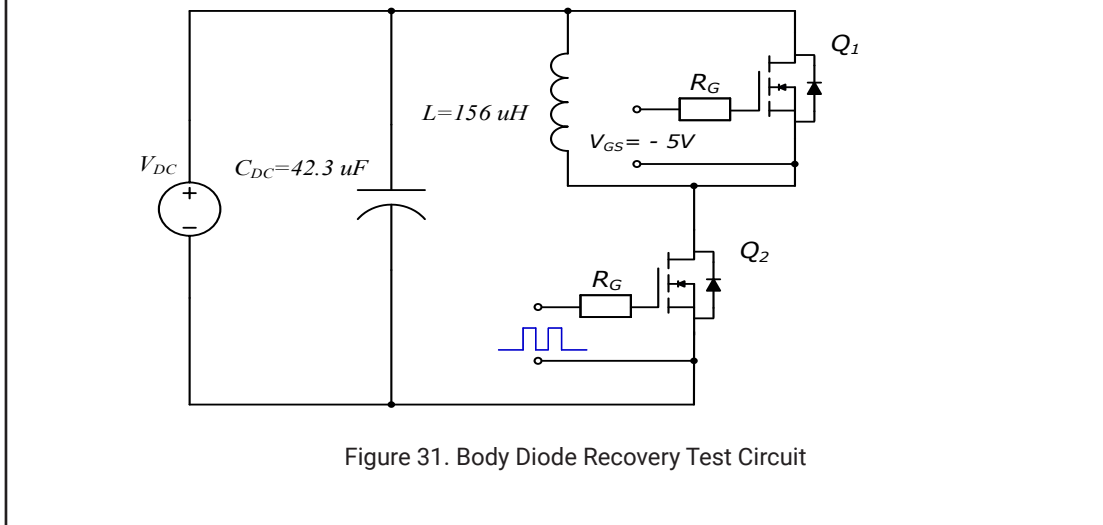 Q1
RG
L=156 uH
VGS= - 5V
VDC
CDC=42.3 uF
+
−
Q2
RG
Figure 31. Body Diode Recovery Test Circuit